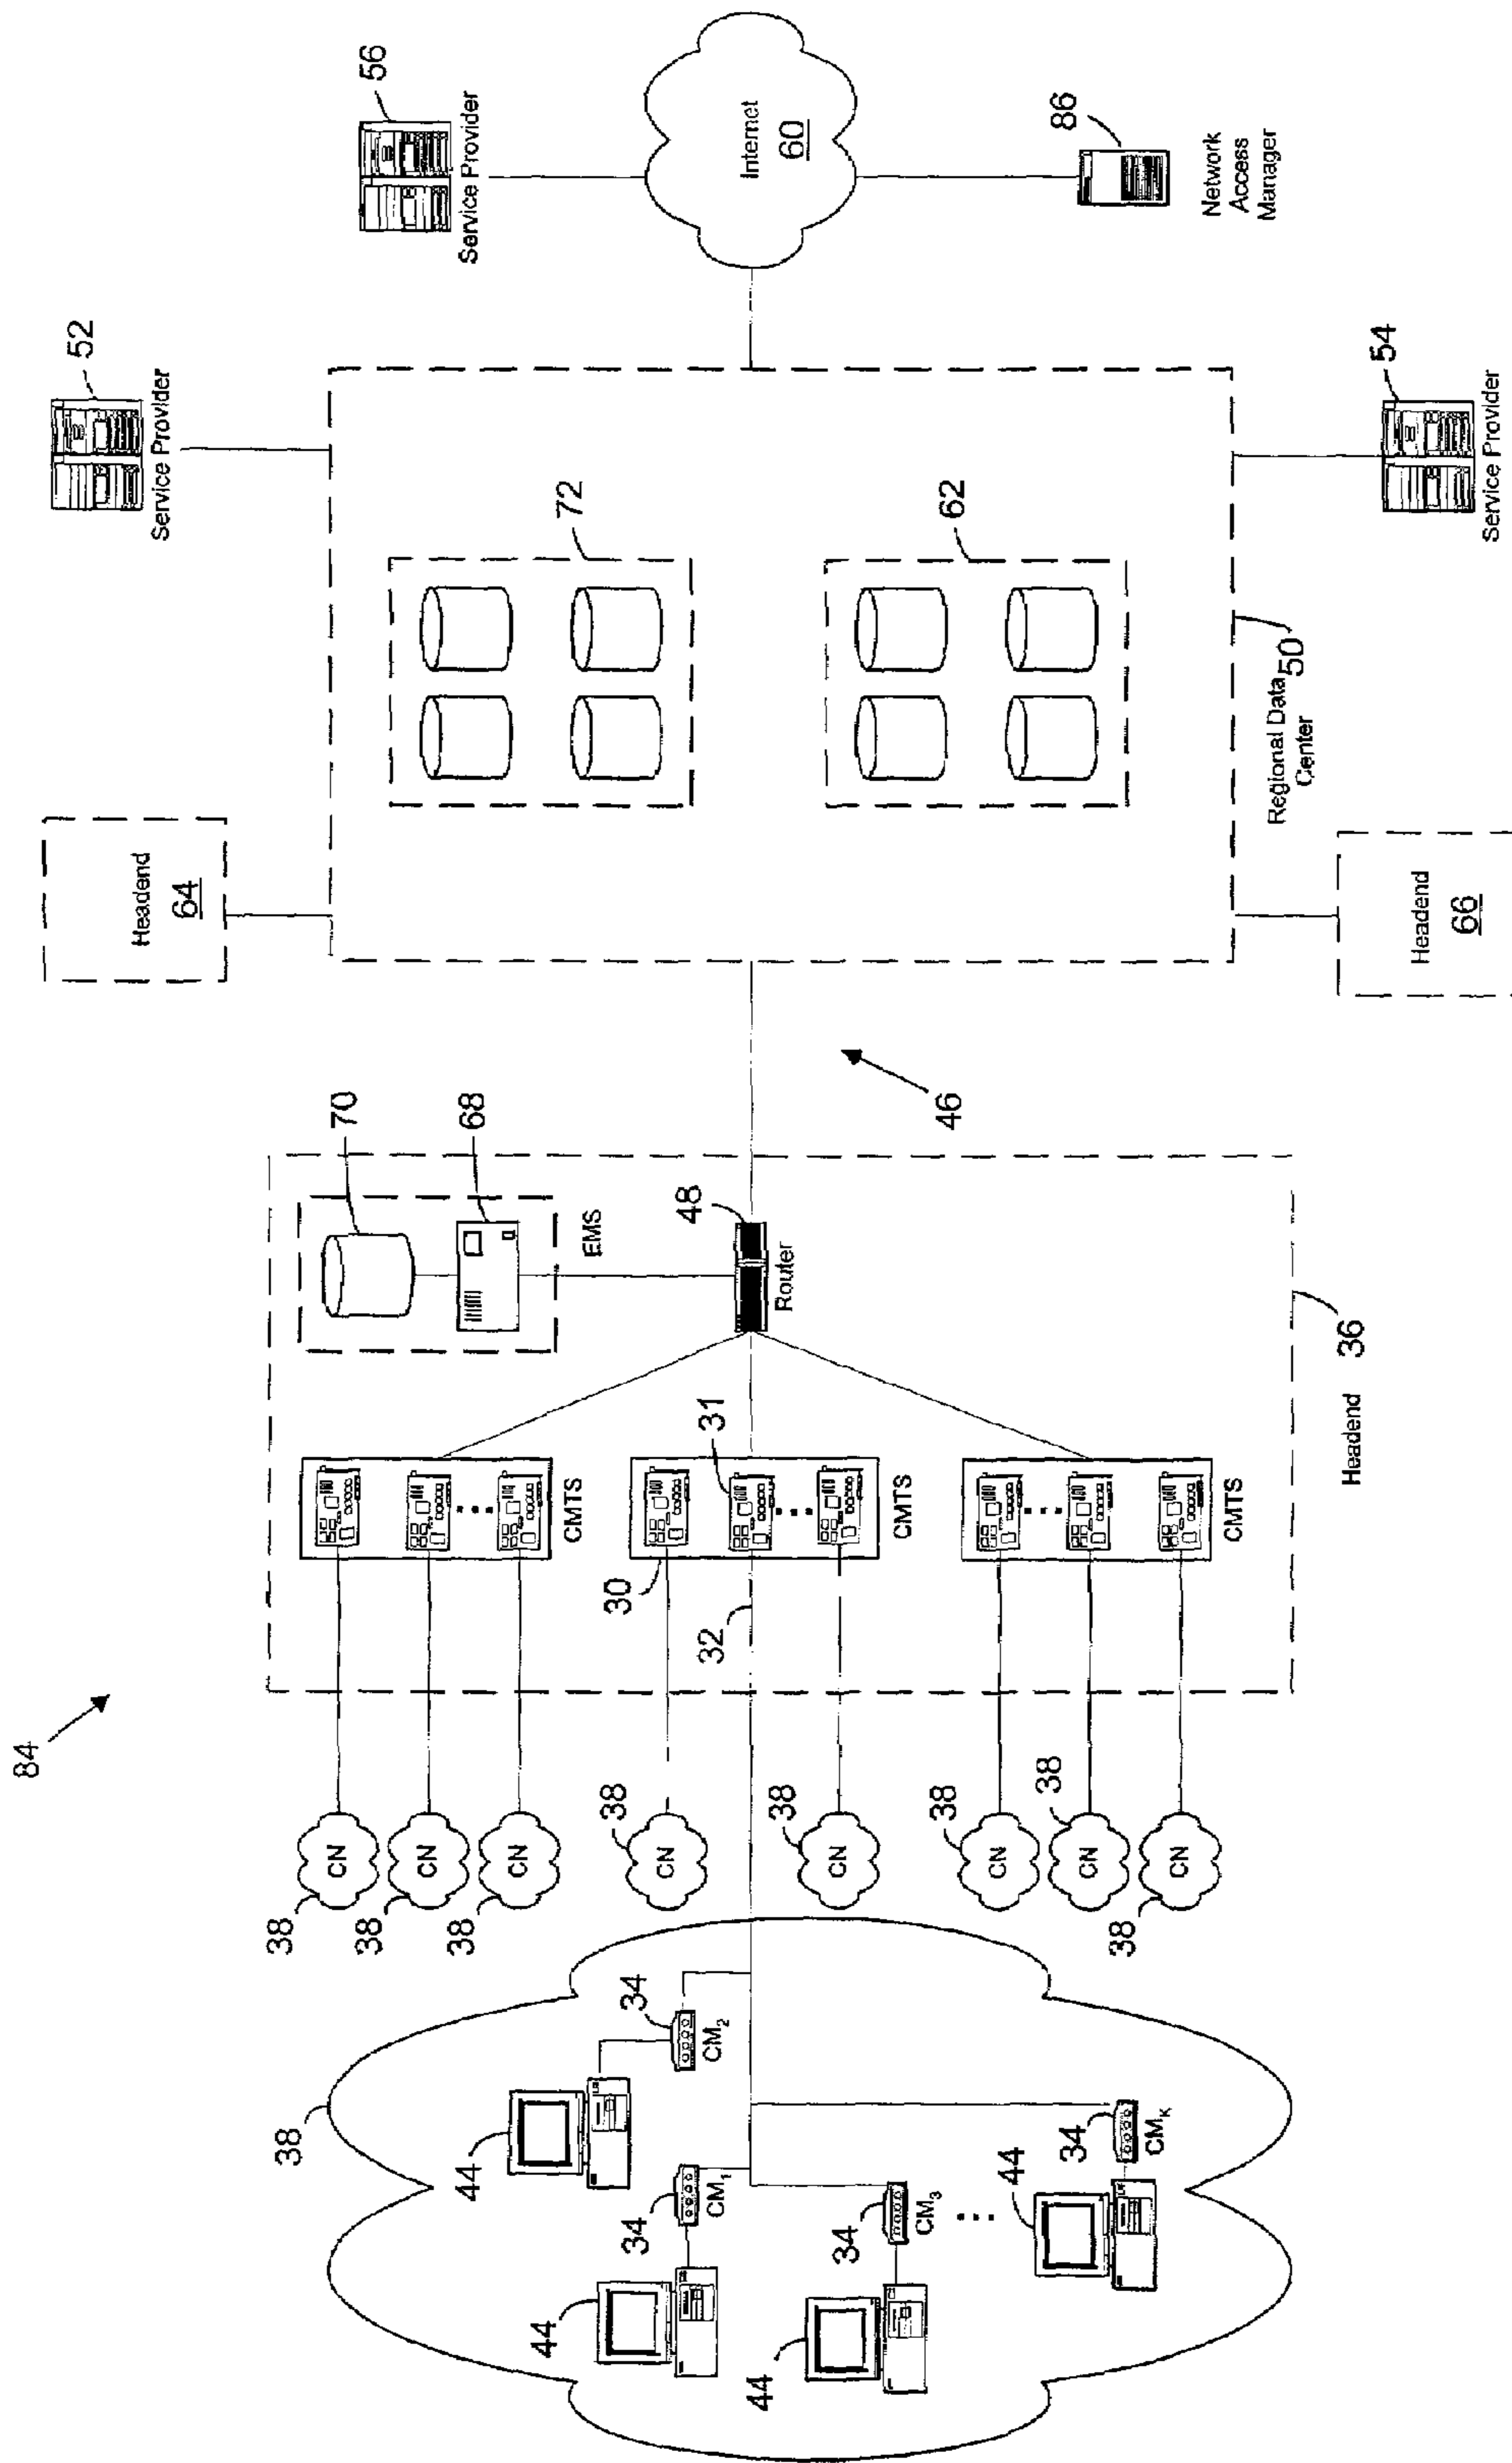 84
38
44
34
CM2
44
34
CM1
44
34
CM3
44
34
CMK
38
CN
38
CN
38
CN
38
CN
38
CN
38
CN
38
CN
38
CN
32
30
31
CMTS
CMTS
CMTS
70
68
EMS
48
Router
Headend
36
46
Headend
64
Headend
66
72
62
Regional Data
Center
50
52
Service Provider
54
Service Provider
56
Service Provider
Internet
60
86
Network
Access
Manager